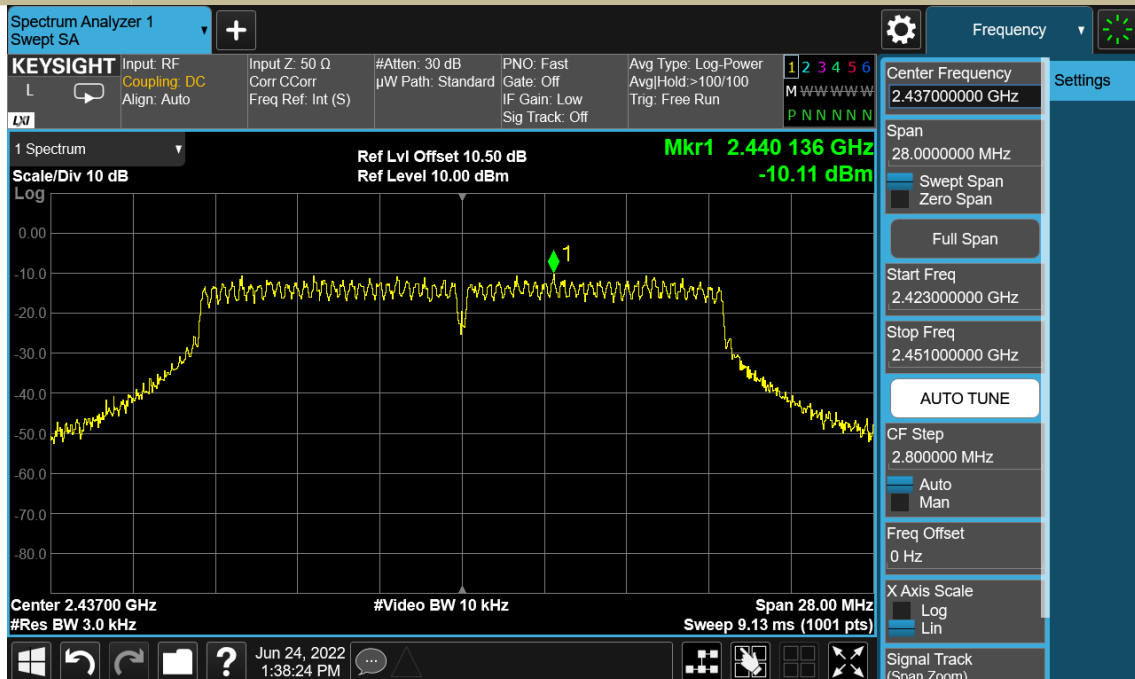 Spectrum Analyzer 1
Swept SA
+
Frequency
KEYSIGHT
L
LXI
Input: RF
Coupling: DC
Align: Auto
Input Z: 50 Ω
Corr CCorr
Freq Ref: Int (S)
#Atten: 30 dB
µW Path: Standard
PNO: Fast
Gate: Off
IF Gain: Low
Sig Track: Off
Avg Type: Log-Power
Avg|Hold:>100/100
Trig: Free Run
1 2 3 4 5 6
M W W W W W
P N N N N N
1 Spectrum
Scale/Div 10 dB
Log
Ref Lvl Offset 10.50 dB
Ref Level 10.00 dBm
Mkr1 2.440 136 GHz
-10.11 dBm
1
0.00
-10.0
-20.0
-30.0
-40.0
-50.0
-60.0
-70.0
-80.0
Center 2.43700 GHz
#Video BW 10 kHz
Span 28.00 MHz
#Res BW 3.0 kHz
Sweep 9.13 ms (1001 pts)
?
Jun 24, 2022
1:38:24 PM
Center Frequency
2.437000000 GHz
Settings
Span
28.0000000 MHz
Swept Span
Zero Span
Full Span
Start Freq
2.423000000 GHz
Stop Freq
2.451000000 GHz
AUTO TUNE
CF Step
2.800000 MHz
Auto
Man
Freq Offset
0 Hz
X Axis Scale
Log
Lin
Signal Track
(Span Zoom)